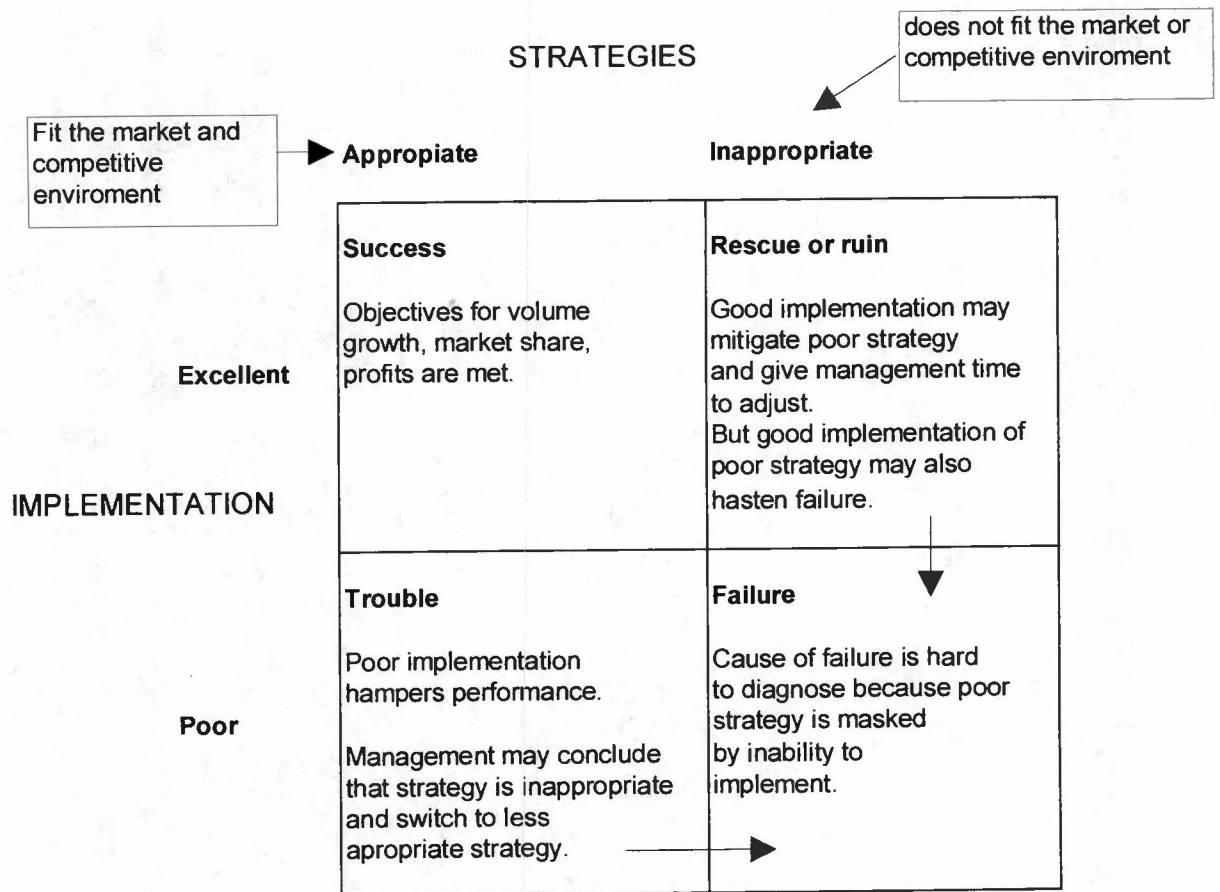 STRATEGIES
does not fit the market or
competitive enviroment
Fit the market and
competitive
enviroment
Appropiate
Inappropriate
Success
Objectives for volume
growth, market share,
profits are met.
Rescue or ruin
Good implementation may
mitigate poor strategy
and give management time
to adjust.
But good implementation of
poor strategy may also
hasten failure.
Excellent
IMPLEMENTATION
Trouble
Poor implementation
hampers performance.
Management may conclude
that strategy is inappropriate
and switch to less
apropriate strategy.
Failure
Cause of failure is hard
to diagnose because poor
strategy is masked
by inability to
implement.
Poor